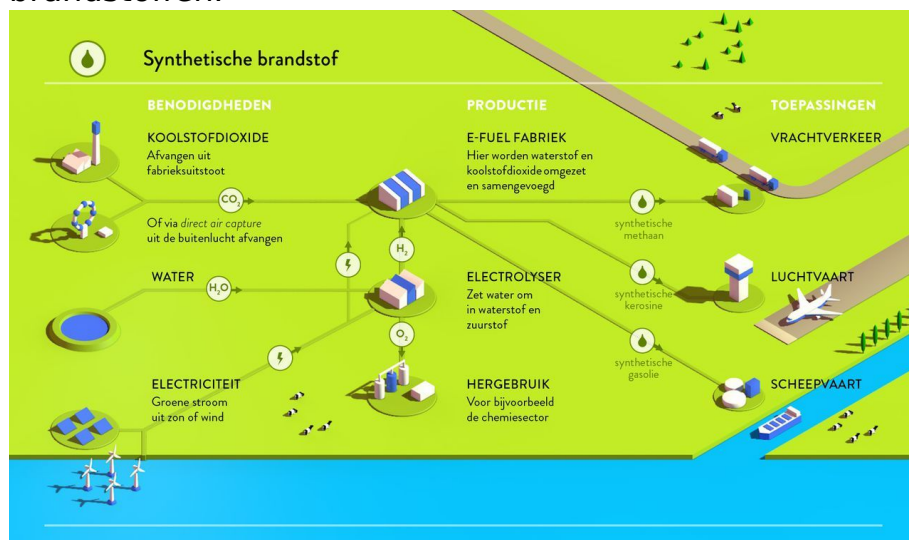 brandstoffen.
Synthetische brandstof
BENODIGDHEDEN
KOOLSTOFDIOXIDE
Afvangen uit
fabrieksuitstoot
CO₂
Of via direct air capture
uit de buitenlucht afvangen
WATER
H₂O
ELECTRICITEIT
Groene stroom
uit zon of wind
PRODUCTIE
E-FUEL FABRIEK
Hier worden waterstof en
koolstofdioxide omgezet
en samengevoegd
H₂
ELECTROLYSER
Zet water om
in waterstof en
zuurstof
O₂
HERGEBRUIK
Voor bijvoorbeeld
de chemiesector
TOEPASSINGEN
VRACHTVERKEER
synthetische
methaan
LUCHTVAART
synthetische
kerosine
SCHEEPVAART
synthetische
gasolie